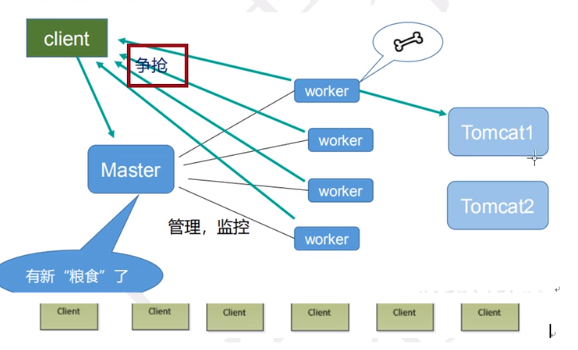 client
争抢
worker
Tomcat1
worker
Master
worker
Tomcat2
管理，监控
worker
有新“粮食”了
Client
Client
Client
Client
Client
Client